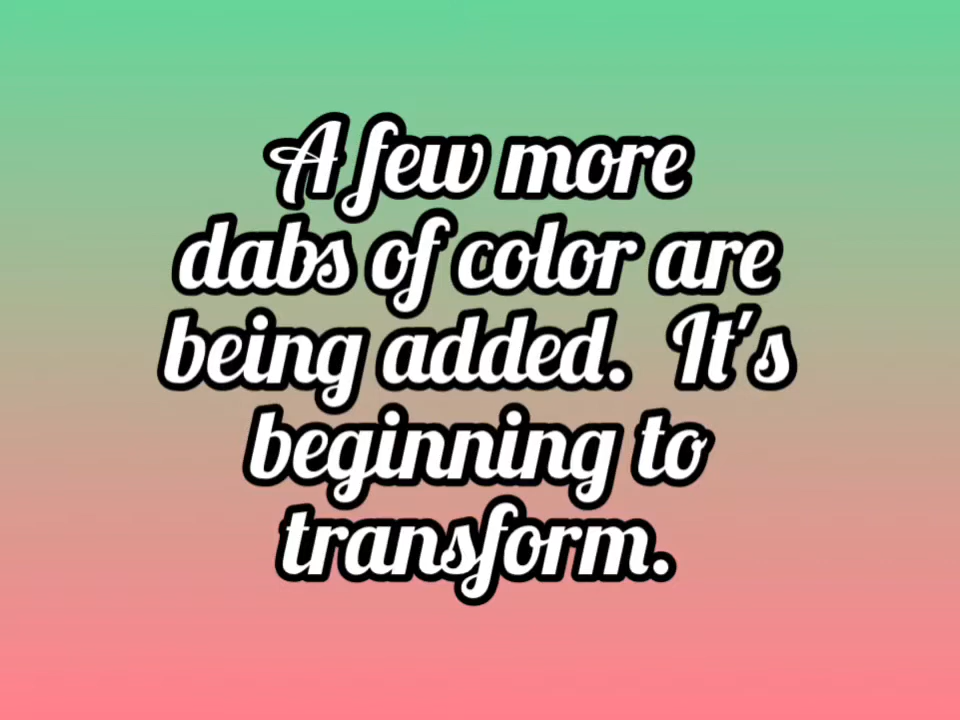 A few more
dabs of color are
being added.  It's
beginning to
transform.